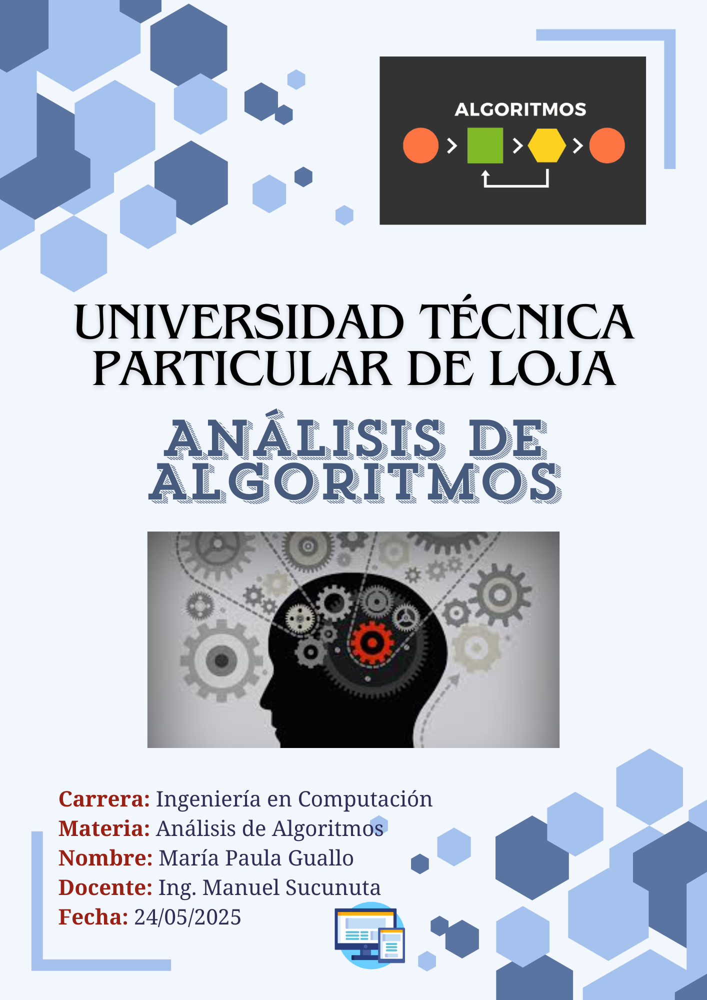 ALGORITMOS
UNIVERSIDAD TÉCNICA
PARTICULAR DE LOJA
ANÁLISIS DE
ALGORITMOS
Carrera: Ingeniería en Computación
Materia: Análisis de Algoritmos
Nombre: María Paula Guallo
Docente: Ing. Manuel Sucunuta
Fecha: 24/05/2025